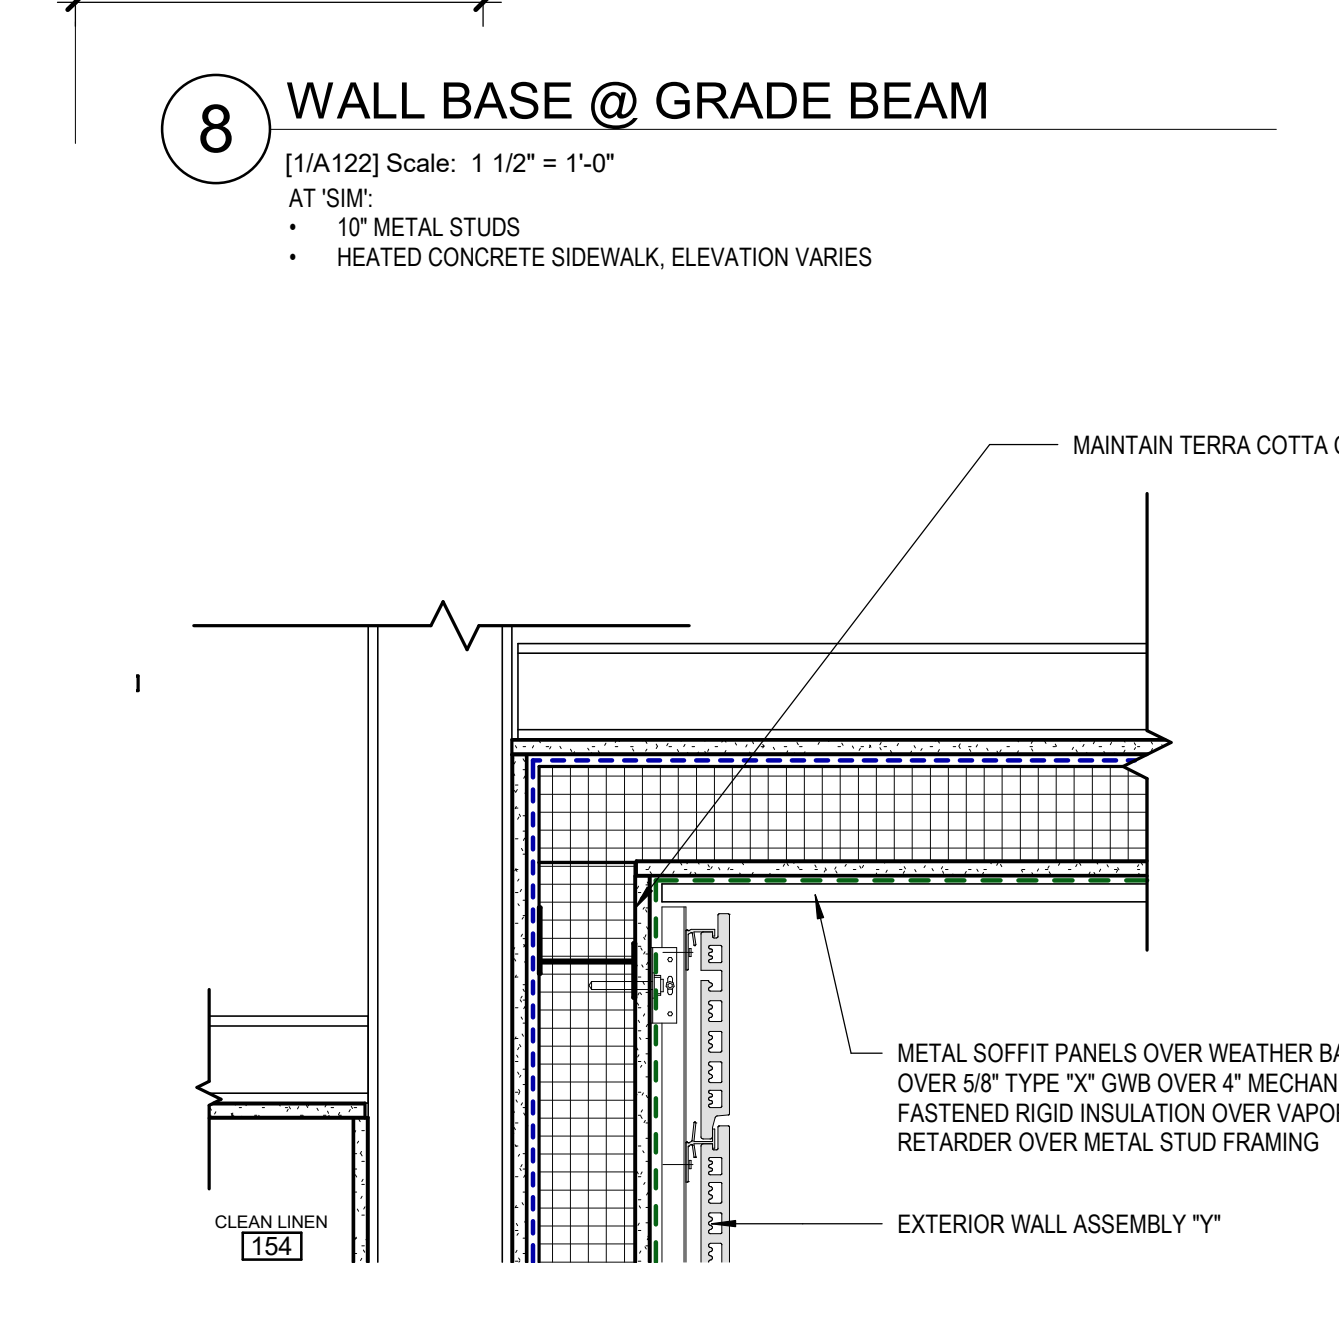 8
WALL BASE @ GRADE BEAM
[1/A122] Scale: 1 1/2" = 1'-0"
AT 'SIM':
• 10" METAL STUDS
• HEATED CONCRETE SIDEWALK, ELEVATION VARIES
MAINTAIN TERRA COTTA
METAL SOFFIT PANELS OVER WEATHER
OVER 5/8" TYPE "X" GWB OVER 4"
FASTENED RIGID INSULATION OVER
RETARDER OVER METAL STUD FRAMING
CLEAN LINEN
154
EXTERIOR WALL ASSEMBLY "Y"